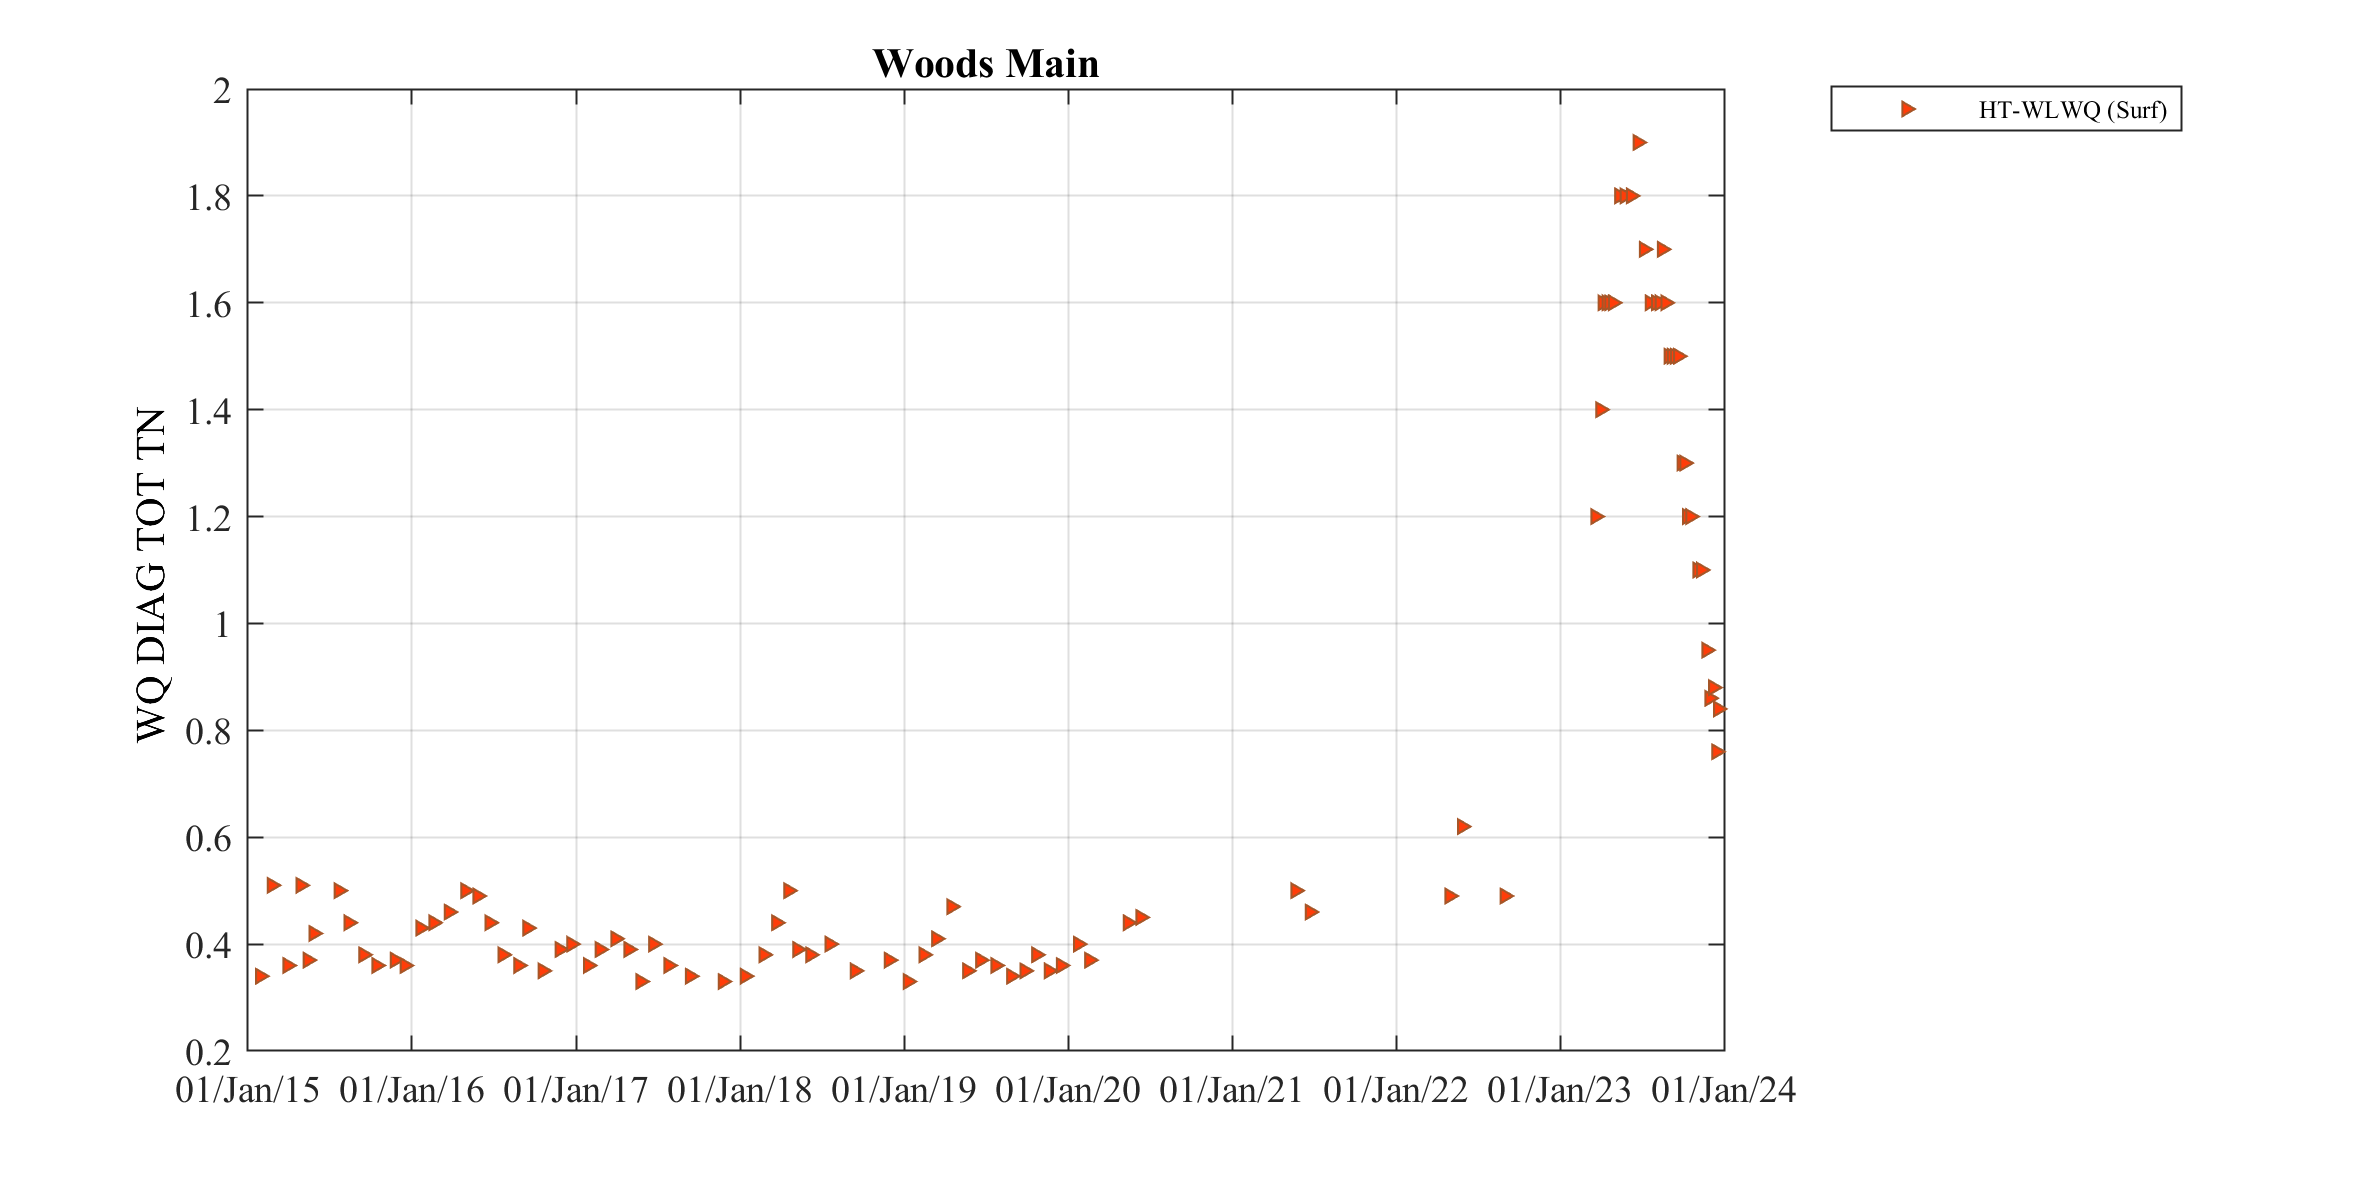 Woods Main
HT-WLWQ (Surf)
WQ DIAG TOT TN
2
1.8
1.6
1.4
1.2
1
0.8
0.6
0.4
0.2
01/Jan/15 01/Jan/16 01/Jan/17 01/Jan/18 01/Jan/19 01/Jan/20 01/Jan/21 01/Jan/22 01/Jan/23 01/Jan/24